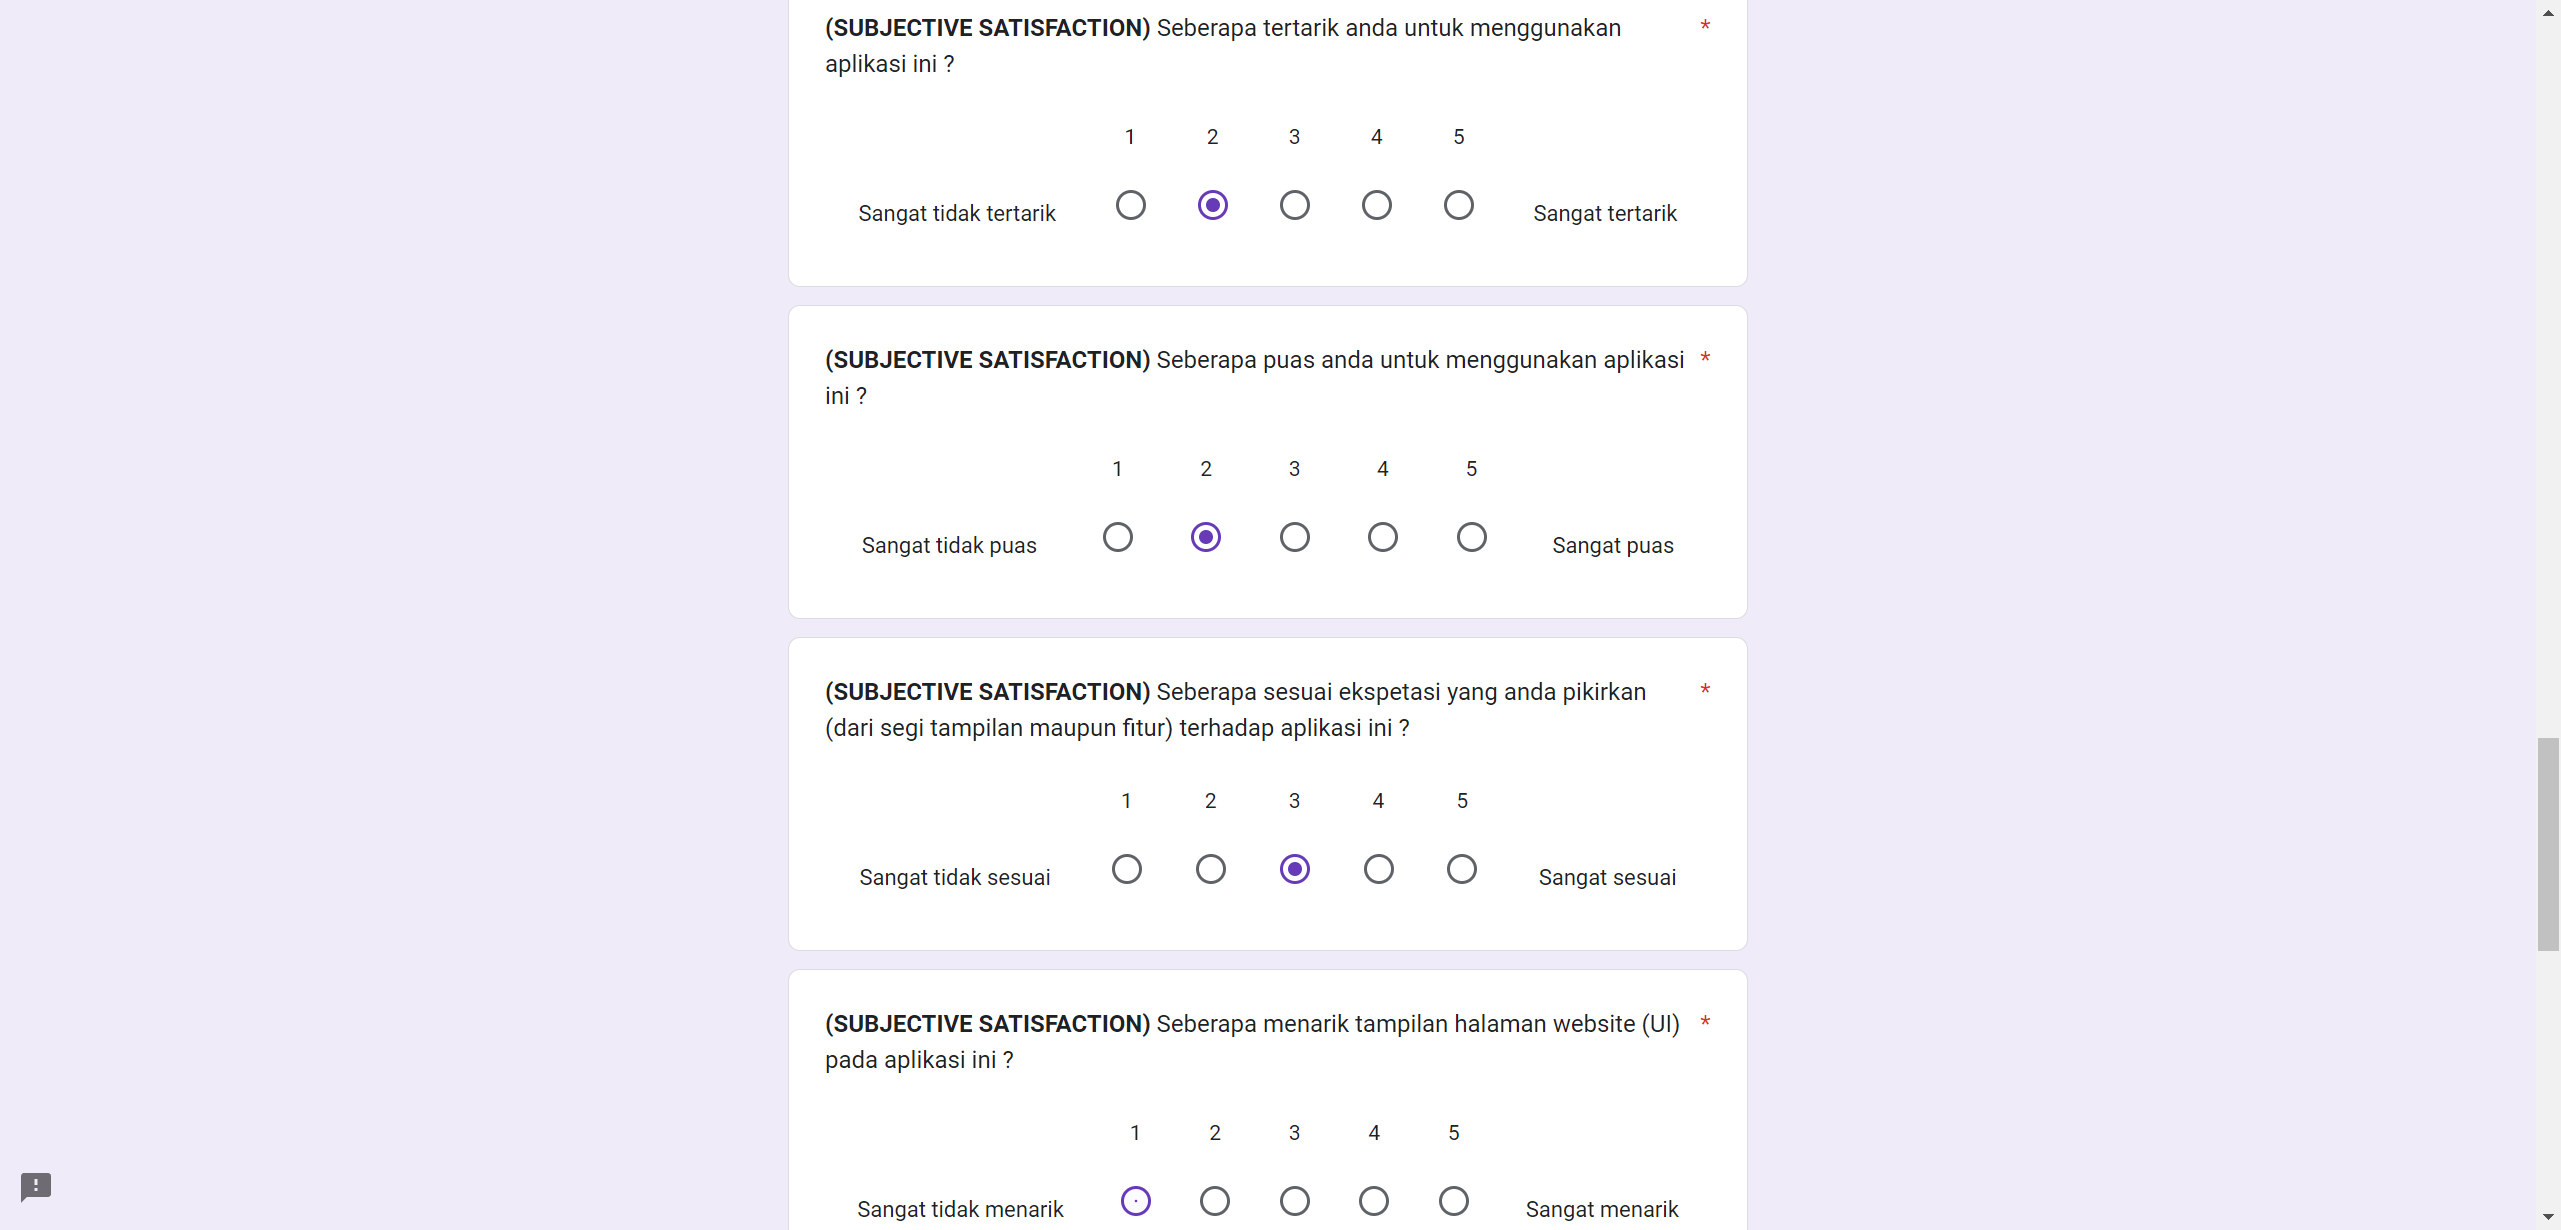 (SUBJECTIVE SATISFACTION) Seberapa tertarik anda untuk menggunakan *
aplikasi ini ?
1 2 3 4 5
Sangat tidak tertarik Sangat tertarik
(SUBJECTIVE SATISFACTION) Seberapa puas anda untuk menggunakan aplikasi *
ini ?
1 2 3 4 5
Sangat tidak puas Sangat puas
(SUBJECTIVE SATISFACTION) Seberapa sesuai ekspetasi yang anda pikirkan *
(dari segi tampilan maupun fitur) terhadap aplikasi ini ?
1 2 3 4 5
Sangat tidak sesuai Sangat sesuai
(SUBJECTIVE SATISFACTION) Seberapa menarik tampilan halaman website (UI) *
pada aplikasi ini ?
1 2 3 4 5
Sangat tidak menarik Sangat menarik